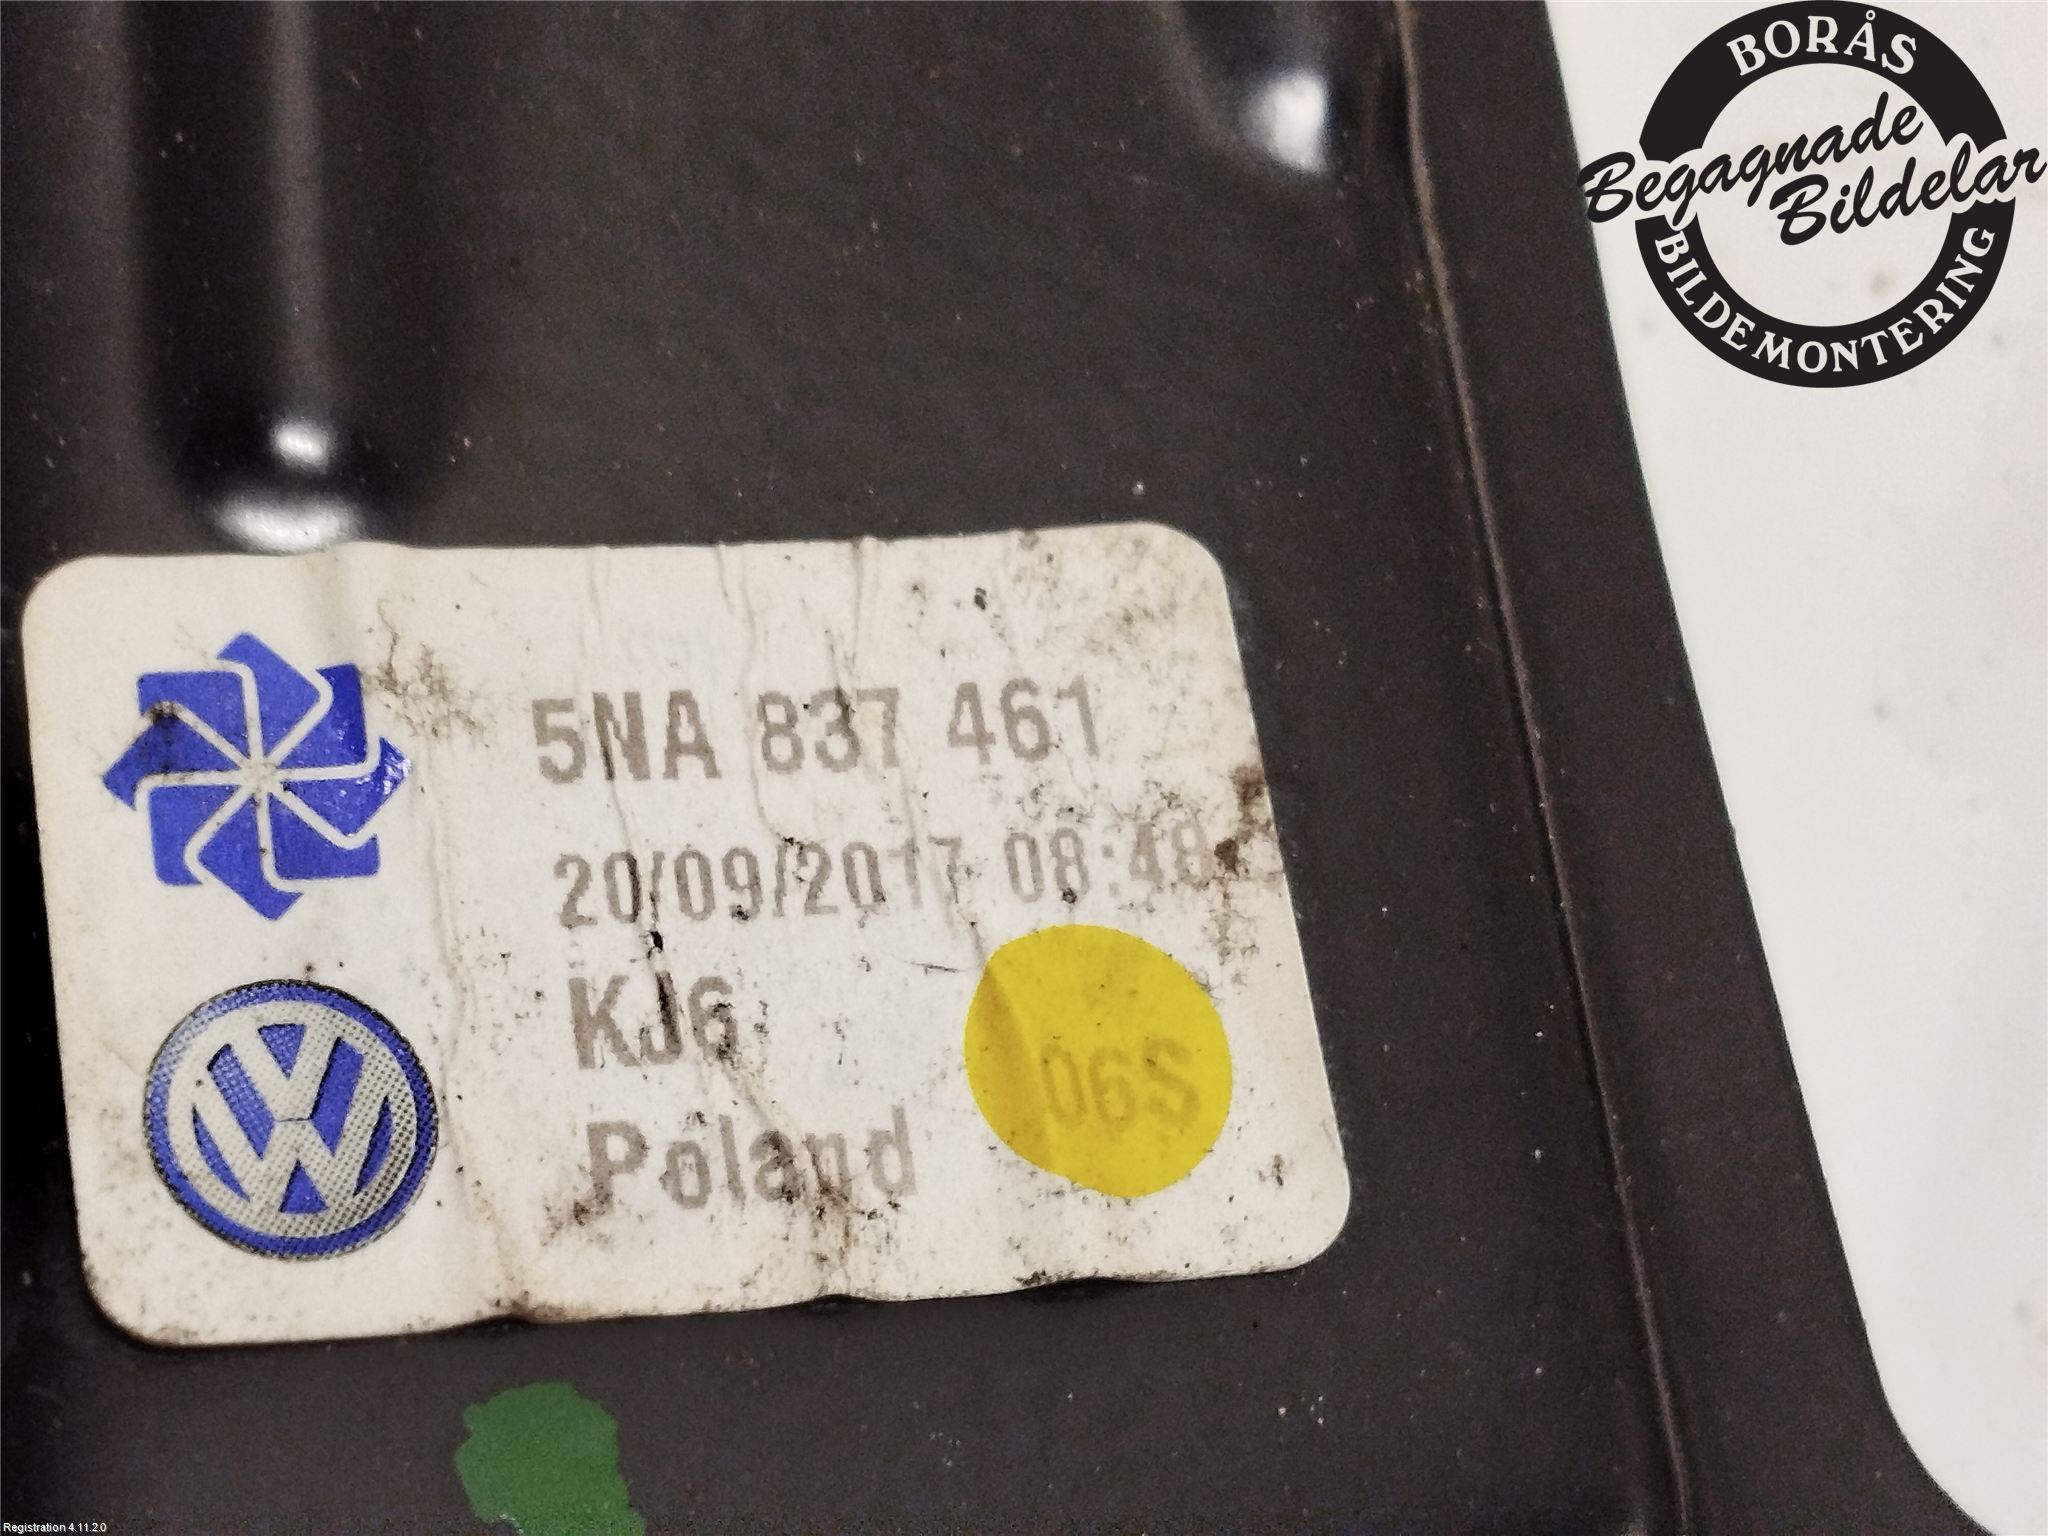 BORÅS
Begagnade
Bildelar
BILDEMONTERING
5NA 837 461
20/09/2017 08:48
KJ6
06S
Poland
Registration 4.11.2.0